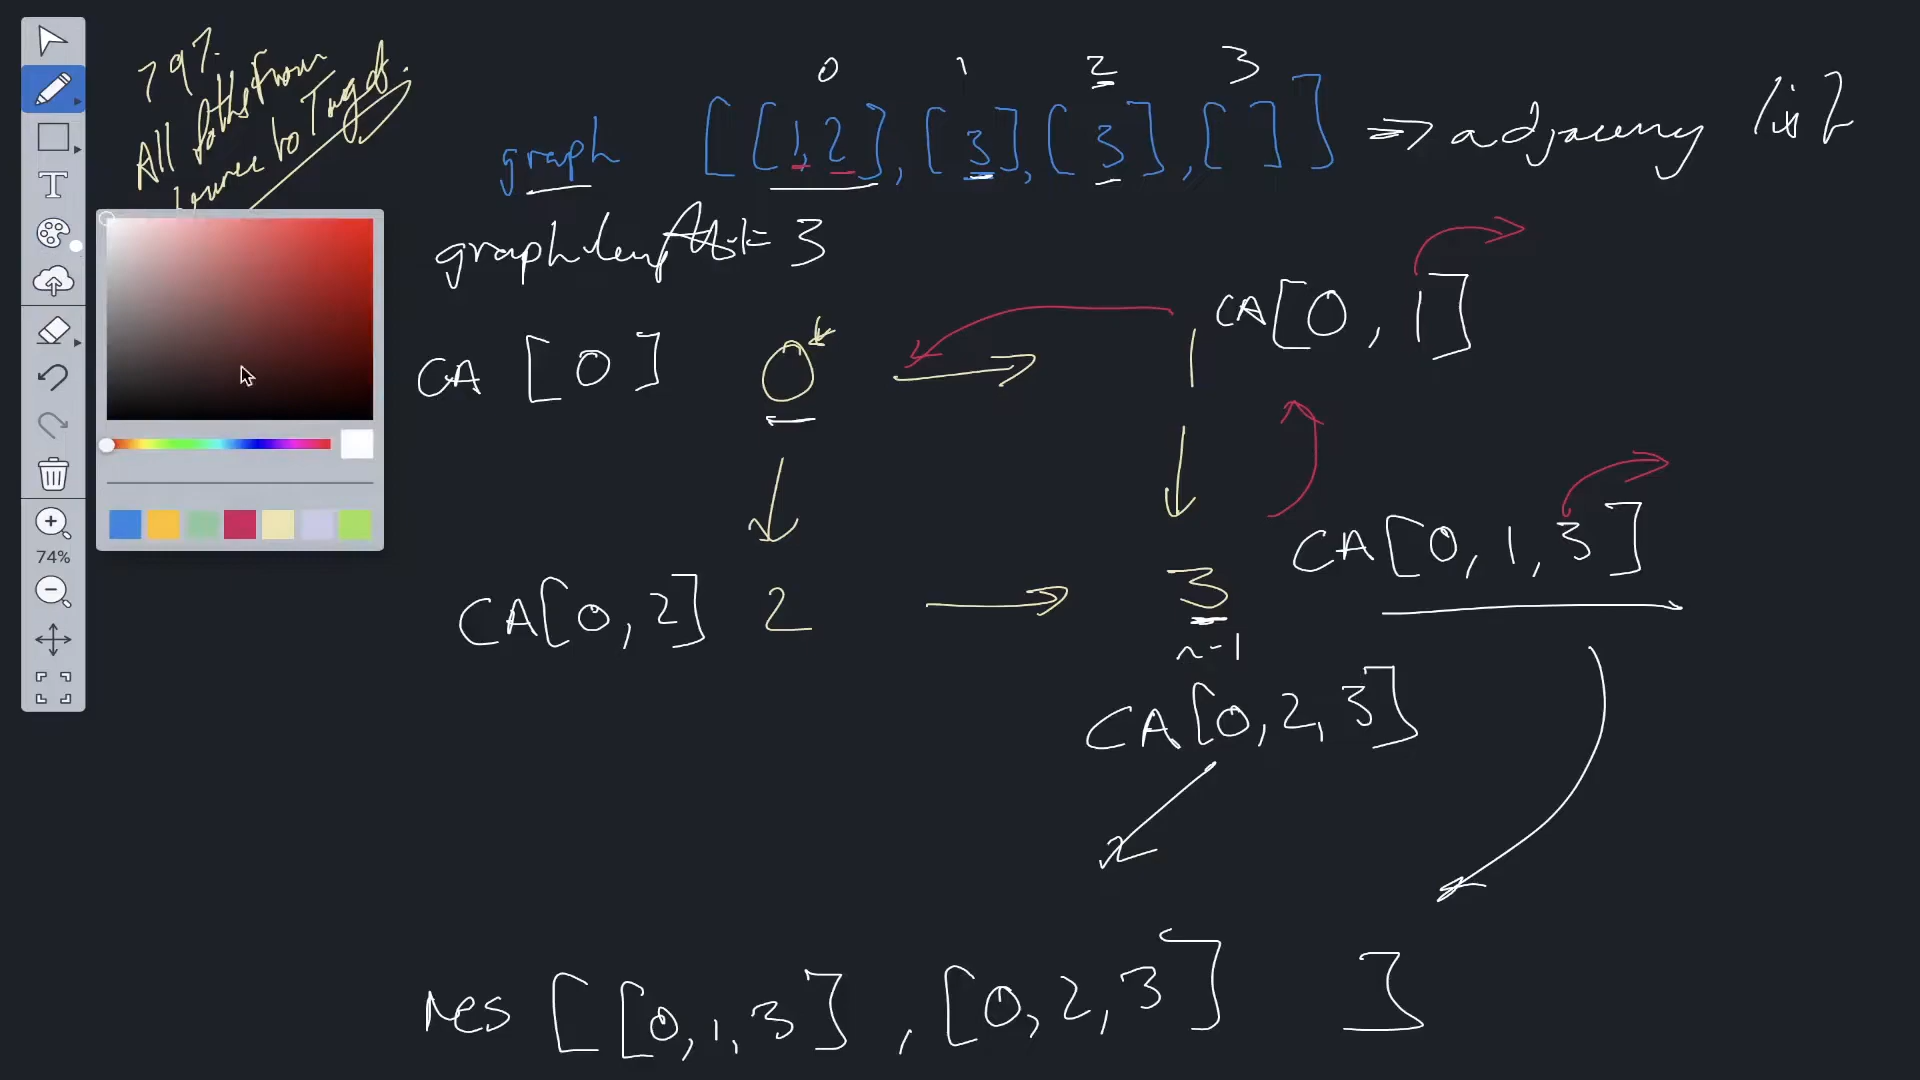 797.
All Paths From
Source to Target.
0 1 2 3
graph [[1,2],[3],[3],[]] => adjacency list
graph.length-1 = 3
CA [0] 0 1 CA[0,1]
CA[0,1,3]
CA[0,2] 2 3
n-1
CA[0,2,3]
res [[0,1,3],[0,2,3] ]
T
74%